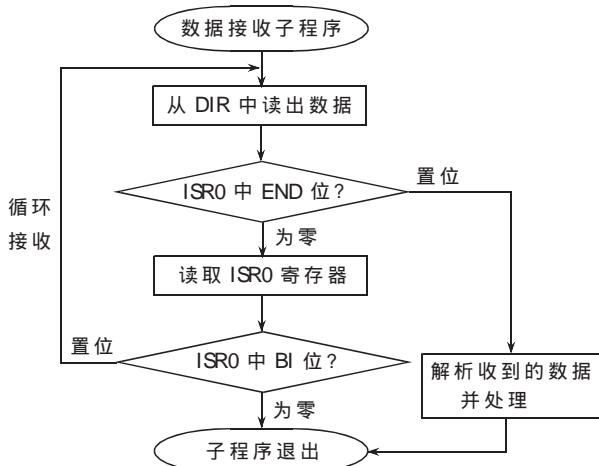 数据接收子程序
从 DIR 中读出数据
ISR0 中 END 位?
置位
循环
接收
为零
读取 ISR0 寄存器
置位
ISR0 中 BI 位?
解析收到的数据
并处理
为零
子程序退出